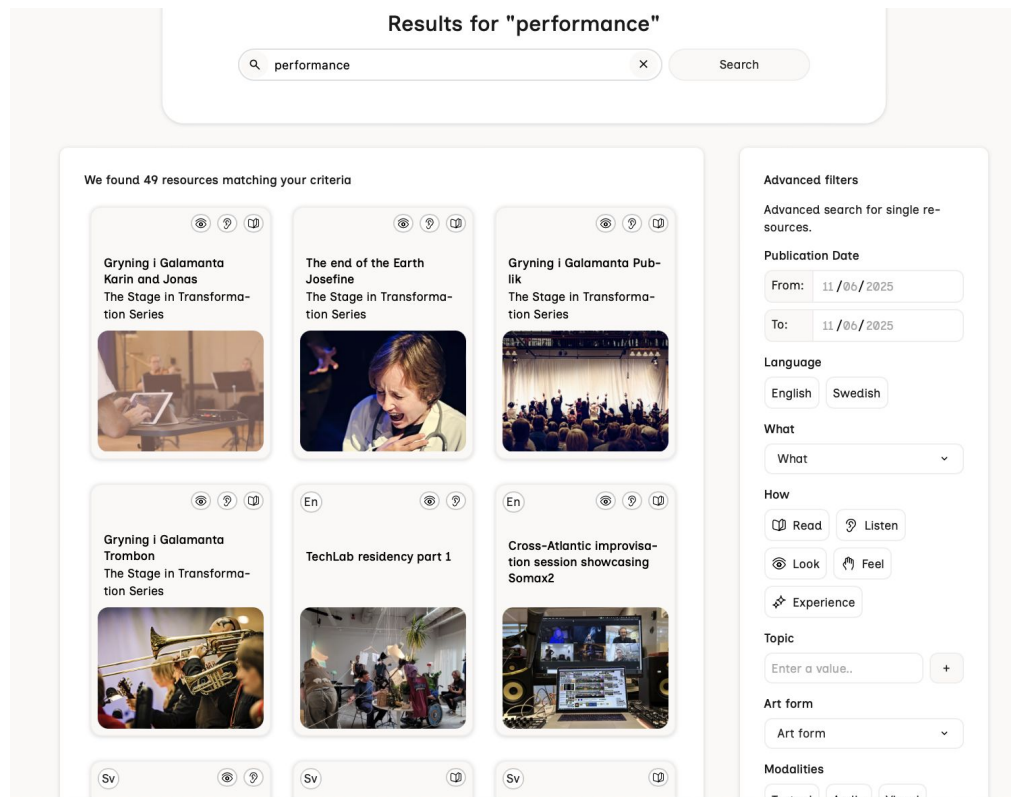 Results for "performance"
performance
Search
We found 49 resources matching your criteria
Gryning i Galamanta
Karin and Jonas
The Stage in Transforma-
tion Series
The end of the Earth
Josefine
The Stage in Transforma-
tion Series
Gryning i Galamanta Pub-
lik
The Stage in Transforma-
tion Series
Gryning i Galamanta
Trombon
The Stage in Transforma-
tion Series
En
TechLab residency part 1
En
Cross-Atlantic improvisa-
tion session showcasing
Somax2
Sv
Sv
Sv
Advanced filters
Advanced search for single re-
sources.
Publication Date
From: 11/06/2025
To: 11/06/2025
Language
English Swedish
What
What
How
Read Listen
Look Feel
Experience
Topic
Enter a value..
+
Art form
Art form
Modalities